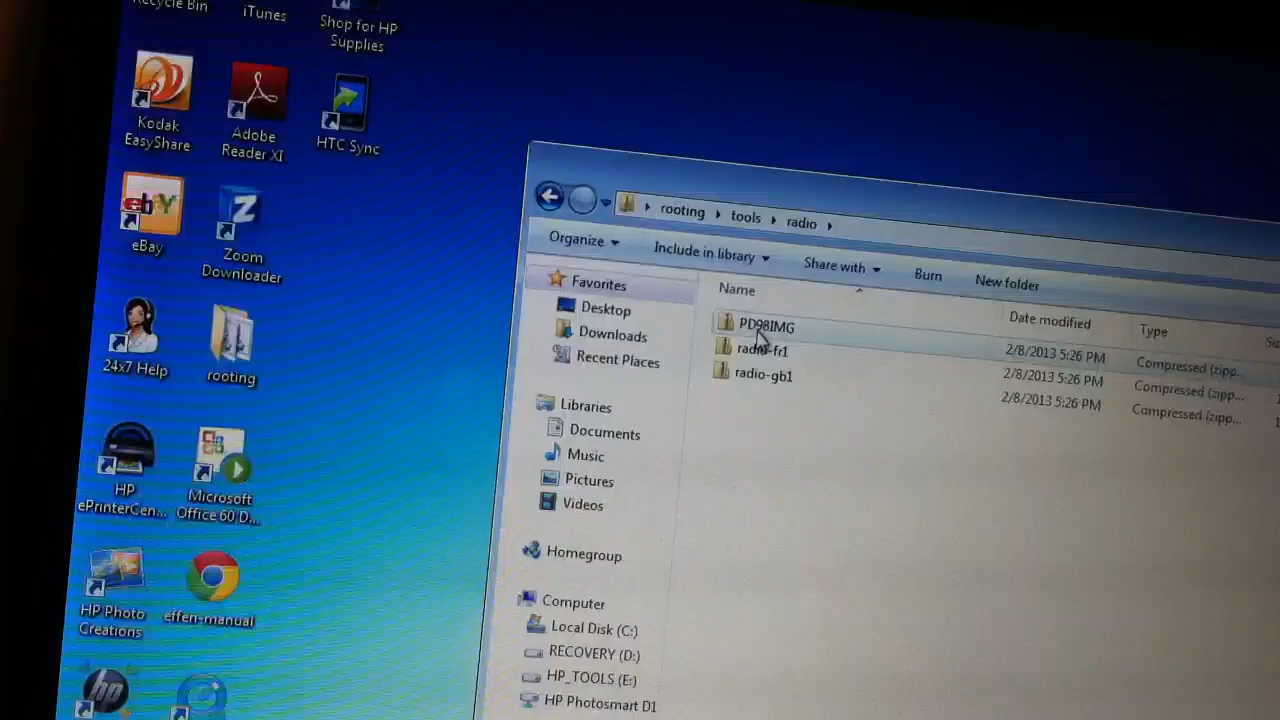 Recycle Bin
iTunes
Shop for HP
Supplies
Kodak
EasyShare
Adobe
Reader XI
HTC Sync
ebY
eBay
Z
Zoom
Downloader
24x7 Help
rooting
HP
ePrinterCen...
Microsoft
Office 60 D...
HP Photo
Creations
effen-manual
hp
rooting
tools
radio
Organize
Include in library
Share with
Burn
New folder
Favorites
Desktop
Downloads
Recent Places
Libraries
Documents
Music
Pictures
Videos
Homegroup
Computer
Local Disk (C:)
RECOVERY (D:)
HP_TOOLS (E:)
HP Photosmart D1
Name
Date modified
Type
PD98IMG
2/8/2013 5:26 PM
Compressed (zipp...
radio-fr1
2/8/2013 5:26 PM
Compressed (zipp...
radio-gb1
2/8/2013 5:26 PM
Compressed (zipp...